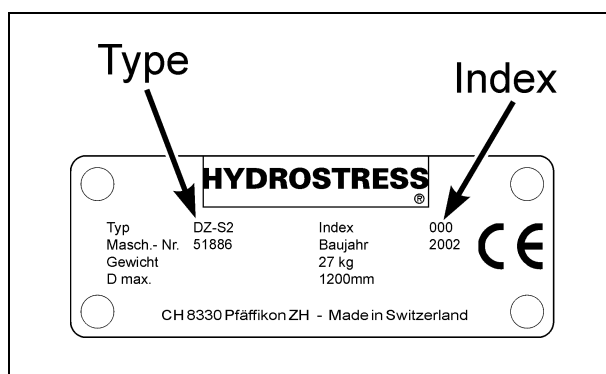 Type
Index
HYDROSTRESS
®
Typ DZ-S2 Index 000
Masch.- Nr. 51886 Baujahr 2002
Gewicht 27 kg
D max. 1200mm
CE
CH 8330 Pfäffikon ZH - Made in Switzerland